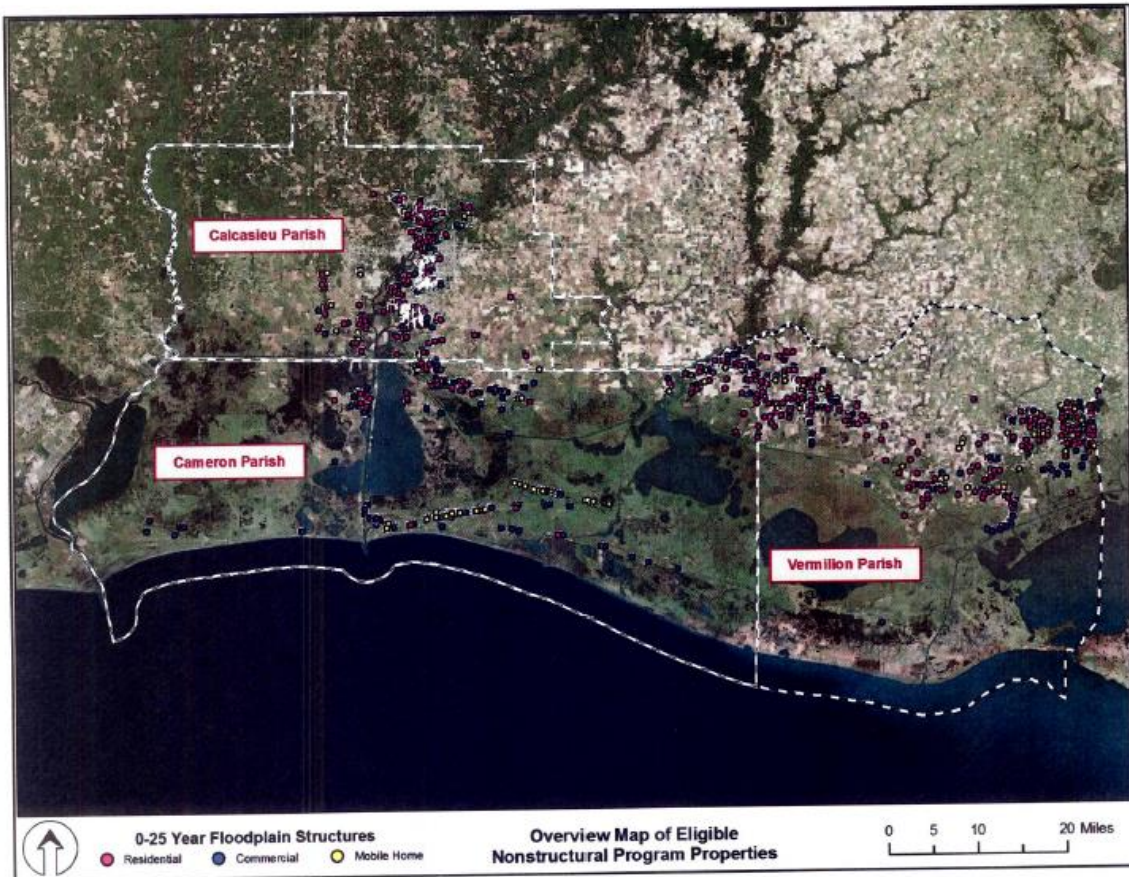 Calcasieu Parish
Cameron Parish
Vermilion Parish
0-25 Year Floodplain Structures
Residential
Commercial
Mobile Home
Overview Map of Eligible
Nonstructural Program Properties
0 5 10 20 Miles